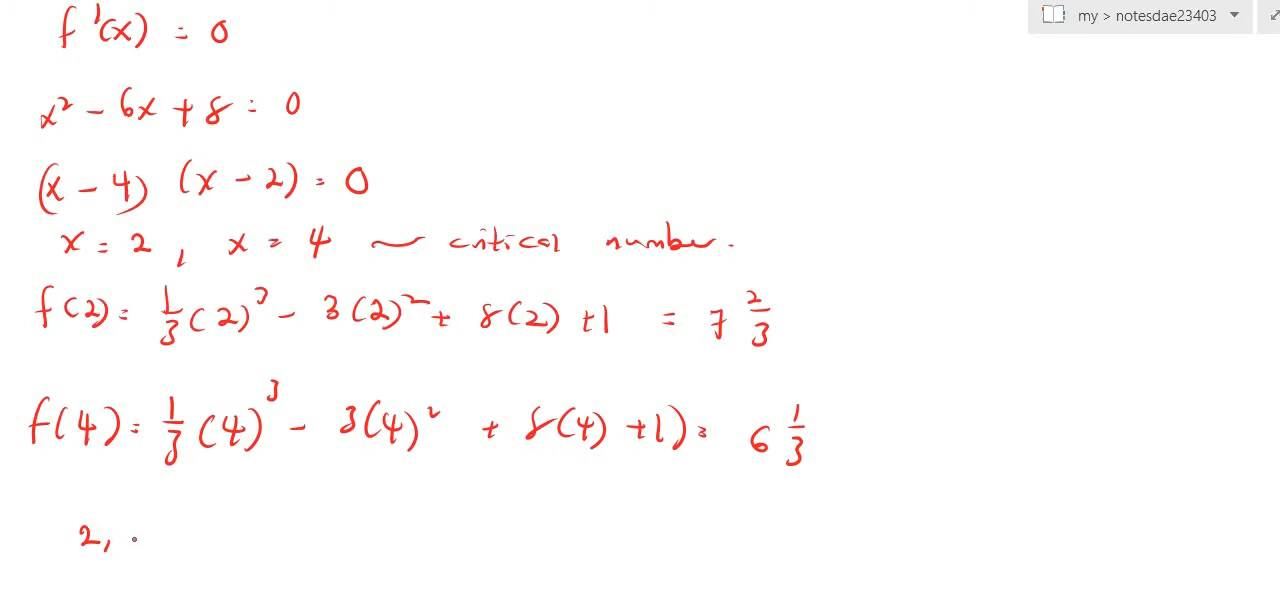 my > notesdae23403
f'(x) = 0
x² - 6x + 8 = 0
(x - 4) (x - 2) = 0
x = 2, x = 4 ~ critical number.
f(2) = 1/3 (2)³ - 3(2)² + 8(2) + 1 = 7 2/3
f(4) = 1/3 (4)³ - 3(4)² + 8(4) + 1) = 6 1/3
2,